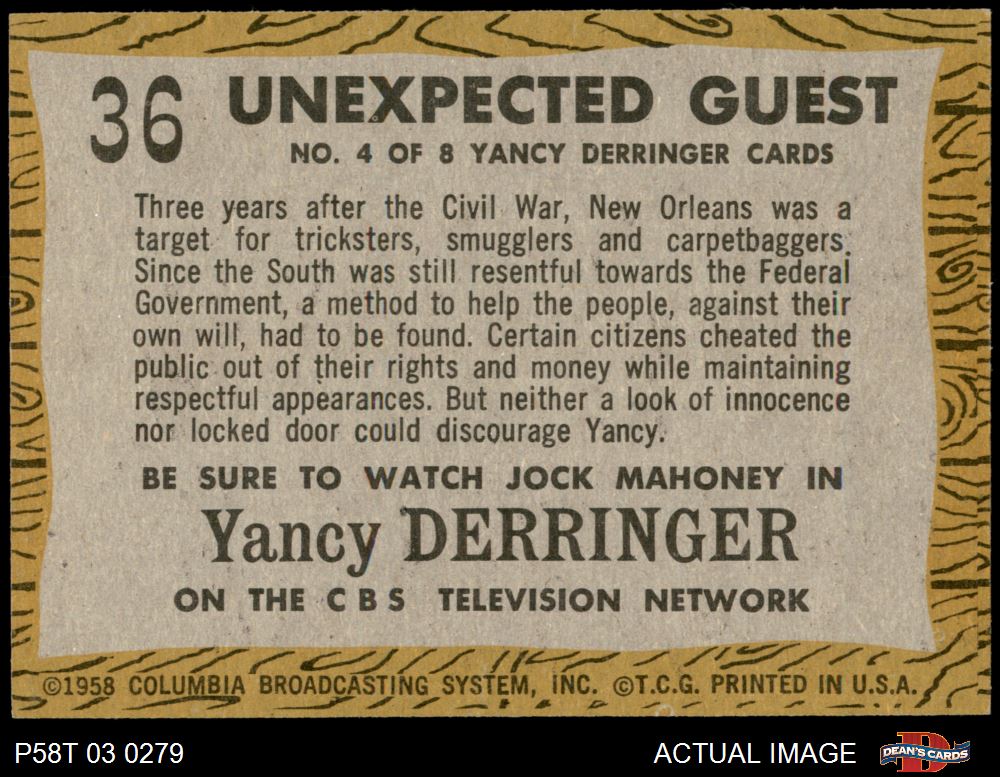 36 UNEXPECTED GUEST
NO. 4 OF 8 YANCY DERRINGER CARDS
Three years after the Civil War, New Orleans was a
target for tricksters, smugglers and carpetbaggers.
Since the South was still resentful towards the Federal
Government, a method to help the people, against their
own will, had to be found. Certain citizens cheated the
public out of their rights and money while maintaining
respectful appearances. But neither a look of innocence
nor locked door could discourage Yancy.
BE SURE TO WATCH JOCK MAHONEY IN
Yancy DERRINGER
ON THE CBS TELEVISION NETWORK
©1958 COLUMBIA BROADCASTING SYSTEM, INC. ©T.C.G. PRINTED IN U.S.A.
P58T 03 0279 ACTUAL IMAGE D DEAN'S CARDS